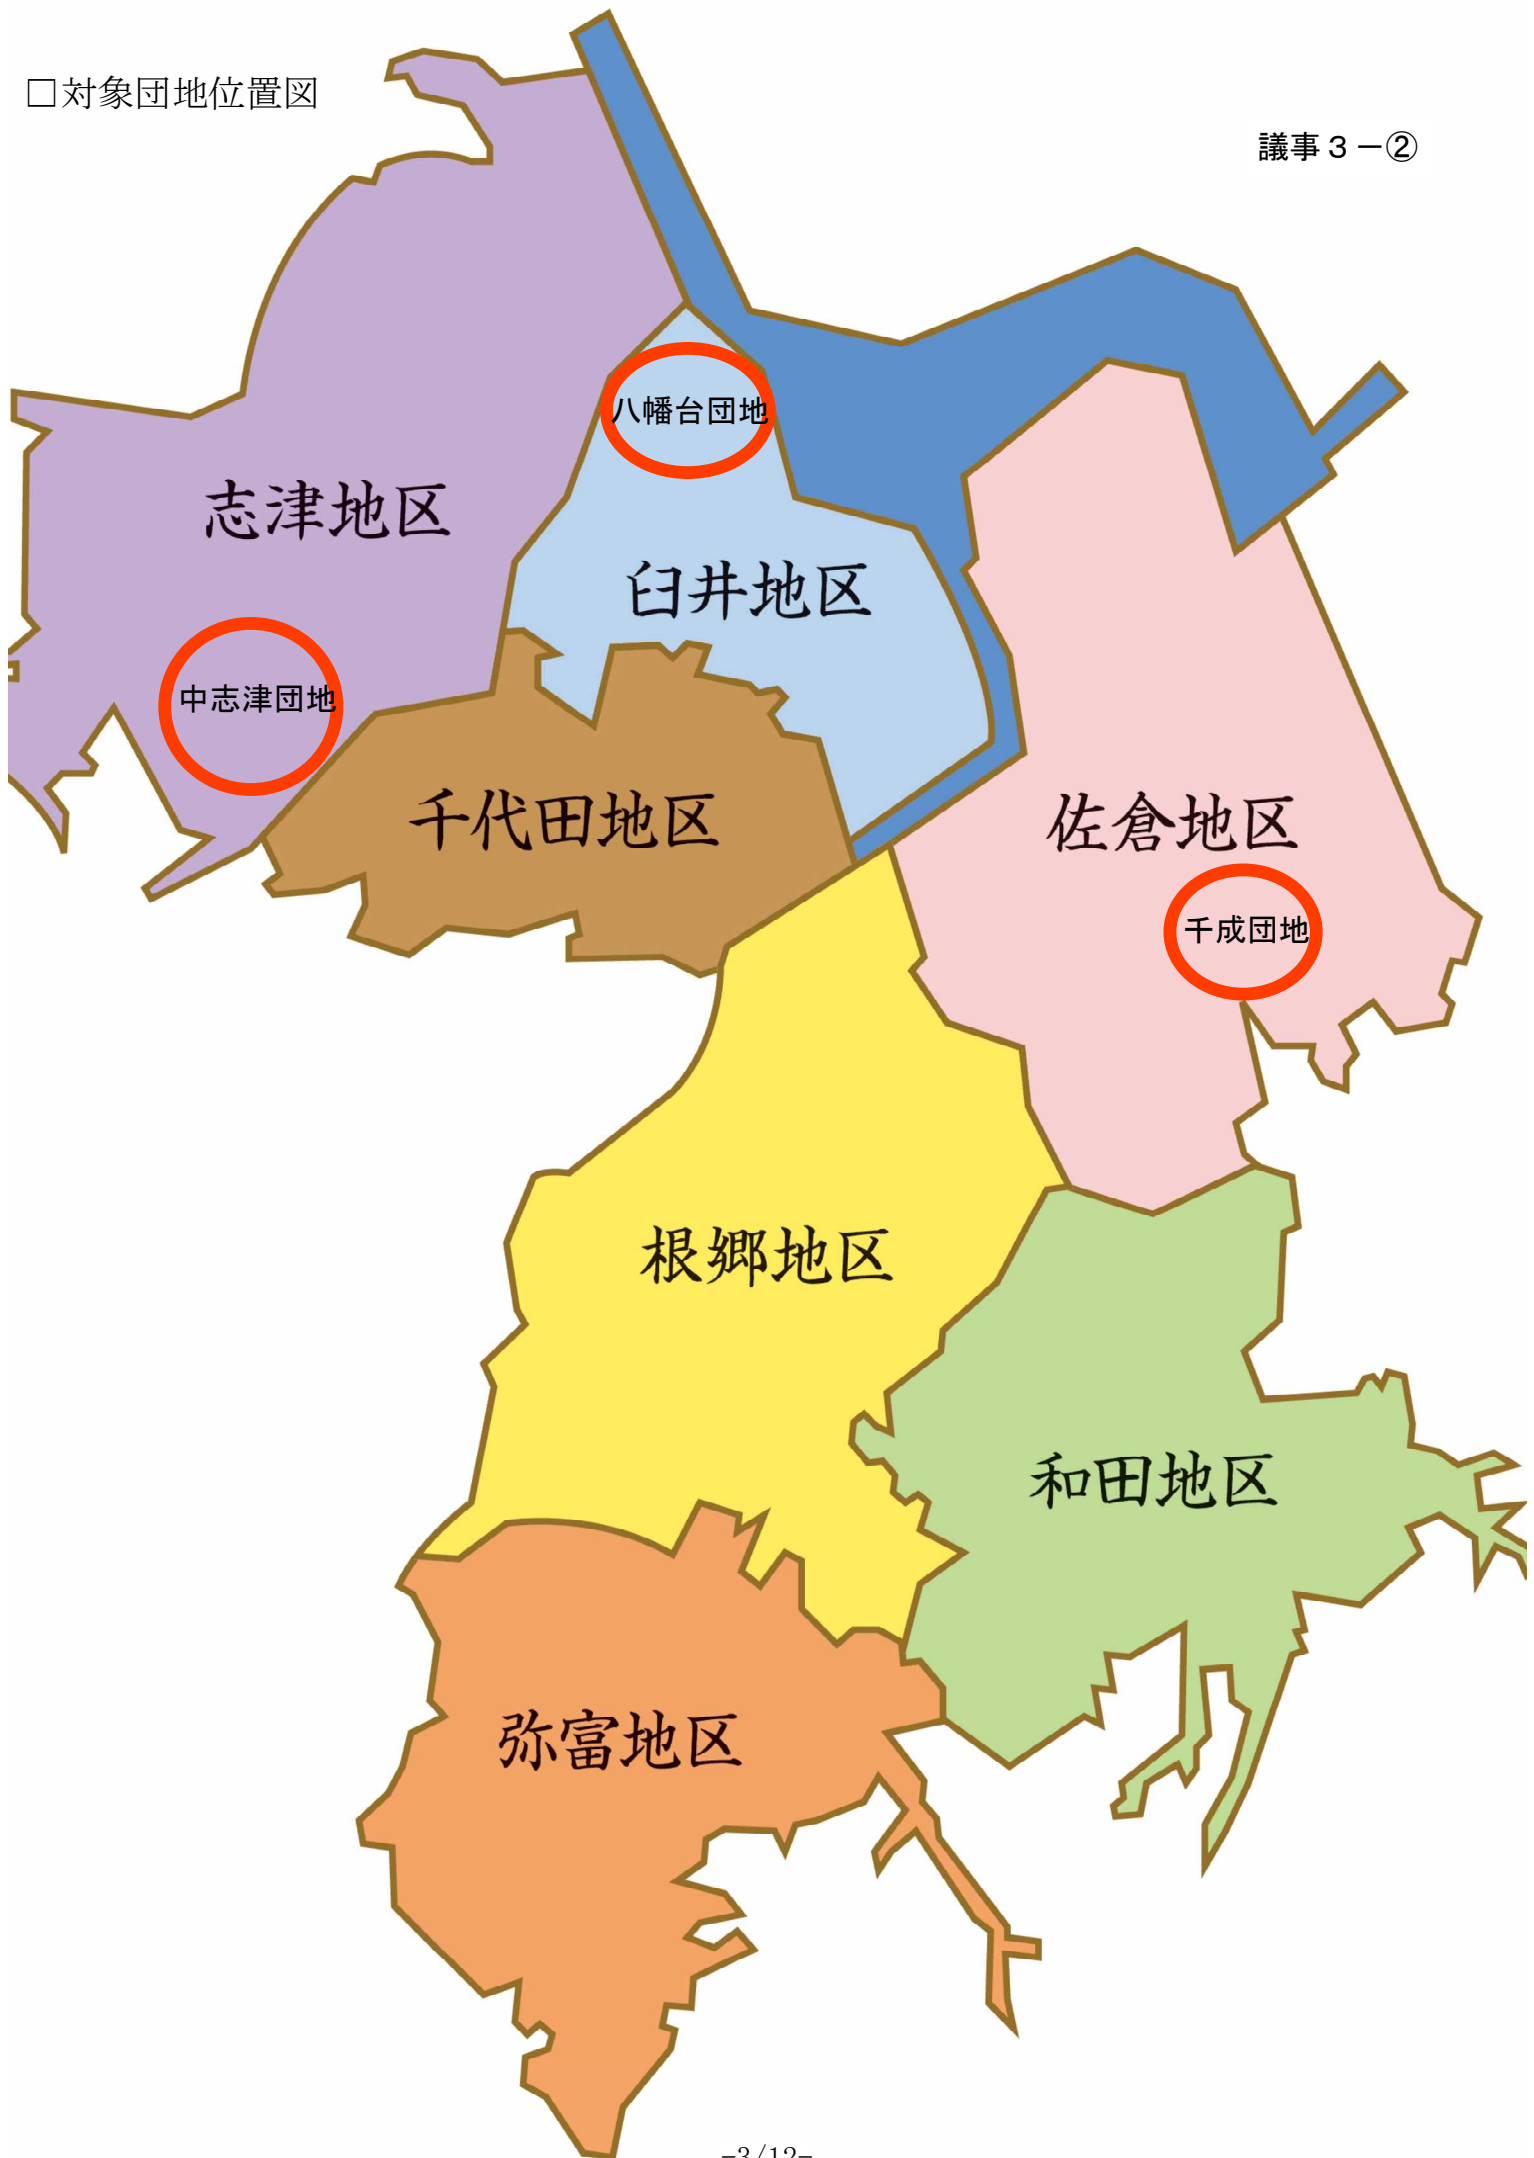 □対象団地位置図
議事３－②
八幡台団地
志津地区
臼井地区
中志津団地
千代田地区
佐倉地区
千成団地
根郷地区
和田地区
弥富地区
-3/12-